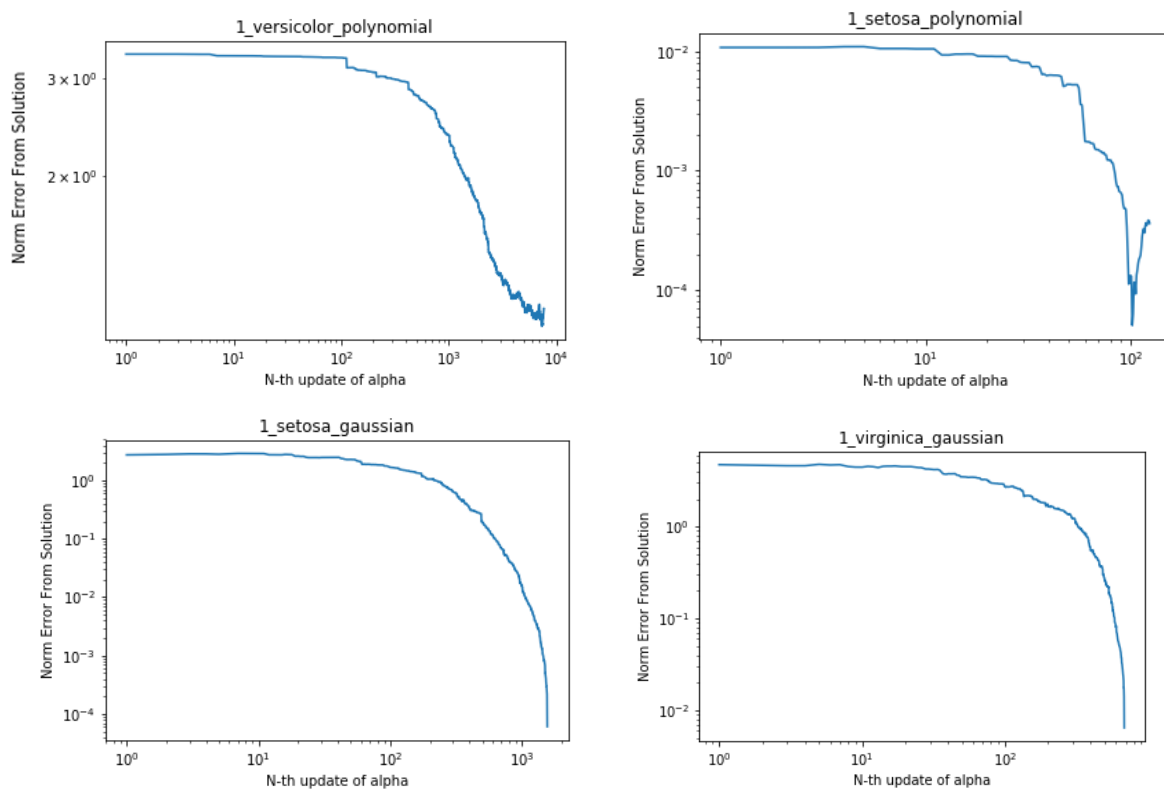 1_versicolor_polynomial
Norm Error From Solution
3 × 10⁰
2 × 10⁰
10⁰ 10¹ 10² 10³ 10⁴
N-th update of alpha
1_setosa_polynomial
Norm Error From Solution
10⁻²
10⁻³
10⁻⁴
10⁰ 10¹ 10²
N-th update of alpha
1_setosa_gaussian
Norm Error From Solution
10⁰
10⁻¹
10⁻²
10⁻³
10⁻⁴
10⁰ 10¹ 10² 10³
N-th update of alpha
1_virginica_gaussian
Norm Error From Solution
10⁰
10⁻¹
10⁻²
10⁰ 10¹ 10²
N-th update of alpha